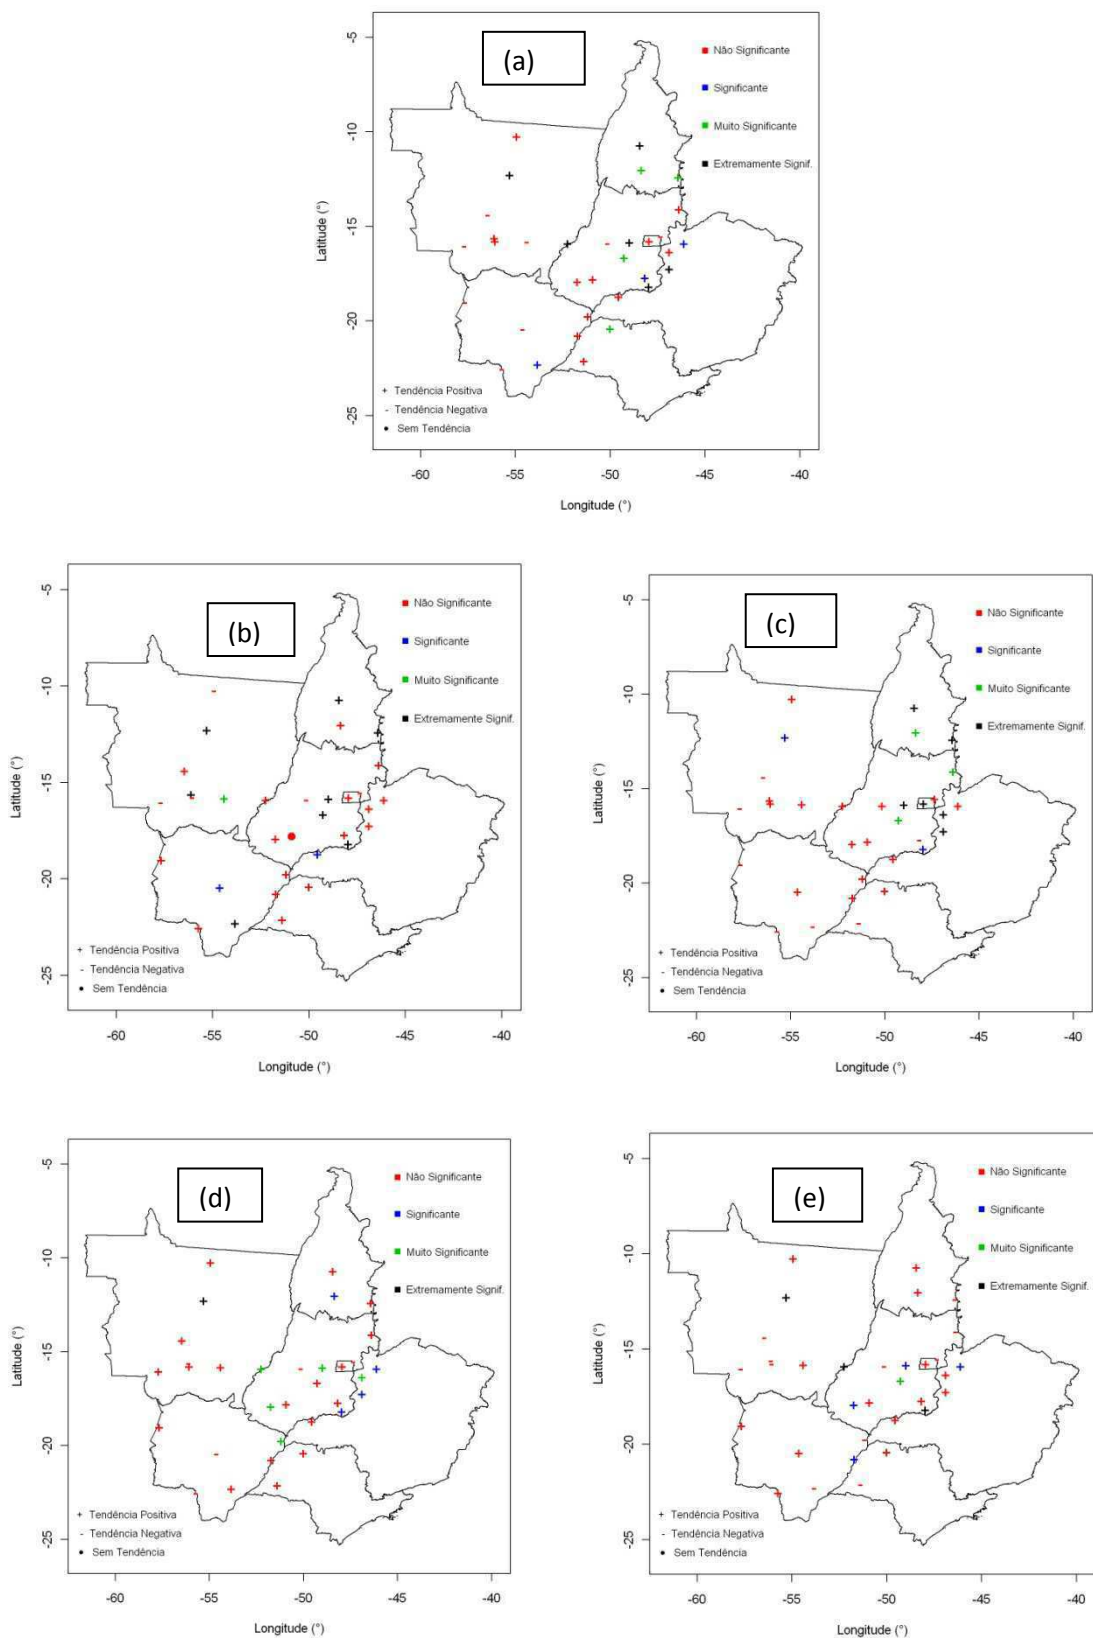 (a)
Não Significante
Significante
Muito Significante
Extremamente Signif.
+ Tendência Positiva
- Tendência Negativa
● Sem Tendência
Latitude (°)
-5
-10
-15
-20
-25
-60
-55
-50
-45
-40
Longitude (°)
(b)
Não Significante
Significante
Muito Significante
Extremamente Signif.
+ Tendência Positiva
- Tendência Negativa
● Sem Tendência
Latitude (°)
-5
-10
-15
-20
-25
-60
-55
-50
-45
-40
Longitude (°)
(c)
Não Significante
Significante
Muito Significante
Extremamente Signif.
+ Tendência Positiva
- Tendência Negativa
● Sem Tendência
Latitude (°)
-5
-10
-15
-20
-25
-60
-55
-50
-45
-40
Longitude (°)
(d)
Não Significante
Significante
Muito Significante
Extremamente Signif.
+ Tendência Positiva
- Tendência Negativa
● Sem Tendência
Latitude (°)
-5
-10
-15
-20
-25
-60
-55
-50
-45
-40
Longitude (°)
(e)
Não Significante
Significante
Muito Significante
Extremamente Signif.
+ Tendência Positiva
- Tendência Negativa
● Sem Tendência
Latitude (°)
-5
-10
-15
-20
-25
-60
-55
-50
-45
-40
Longitude (°)